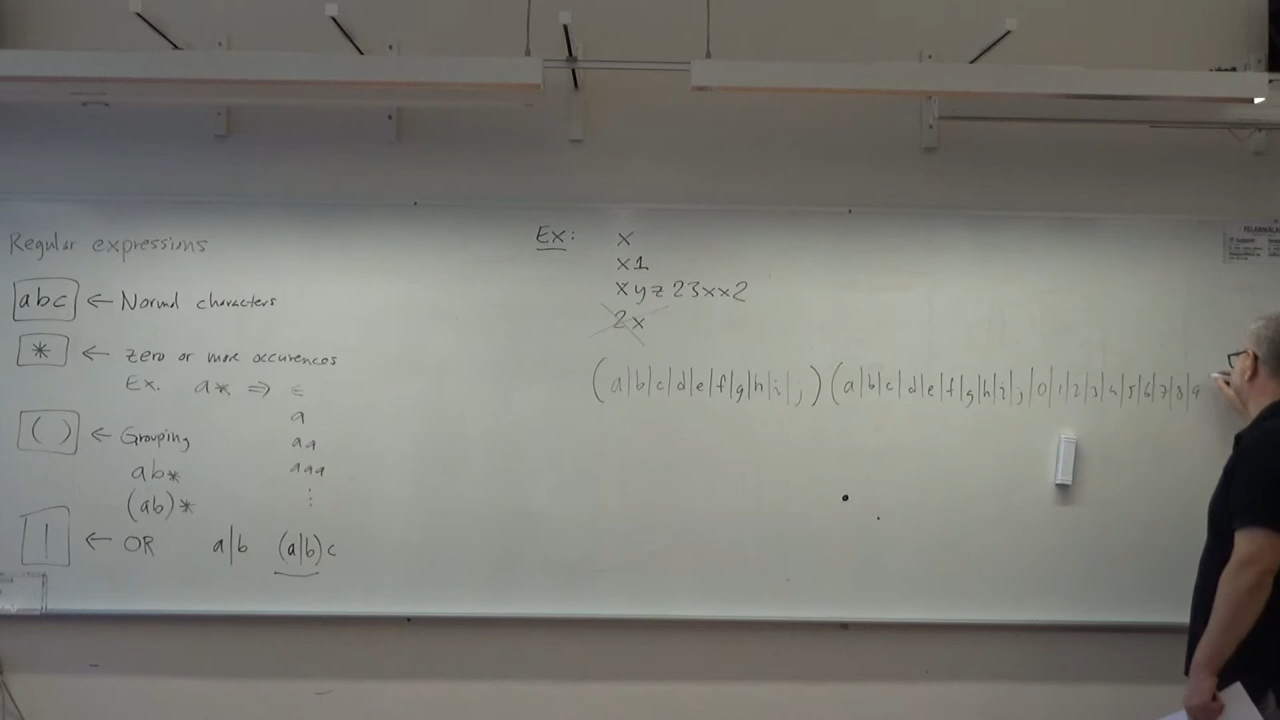 Regular expressions
abc ← Normal characters
* ← zero or more occurences
Ex. a* ⇒ ε
a
aa
aaa
⋮
( ) ← Grouping
ab*
(ab)*
| ← OR a|b (a|b)c
Ex: x
x1
xyz23xx2
2x
(a|b|c|d|e|f|g|h|i|j)(a|b|c|d|e|f|g|h|i|j|0|1|2|3|4|5|6|7|8|9
FELANMÄLA